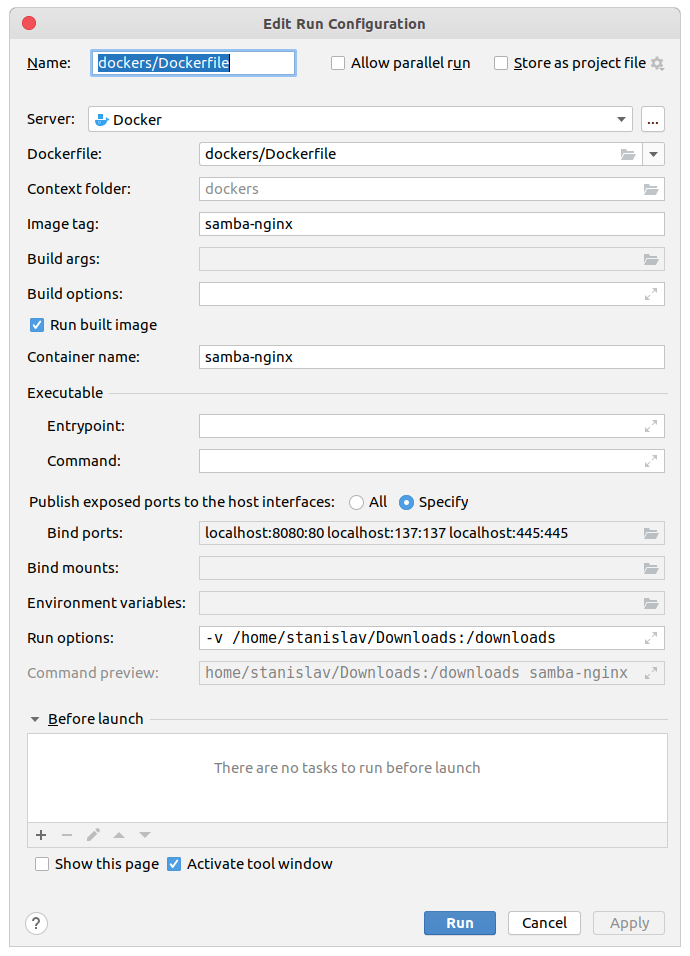 Edit Run Configuration
Name: dockers/Dockerfile Allow parallel run Store as project file
Server: Docker ...
Dockerfile: dockers/Dockerfile
Context folder: dockers
Image tag: samba-nginx
Build args:
Build options:
Run built image
Container name: samba-nginx
Executable
Entrypoint:
Command:
Publish exposed ports to the host interfaces: All Specify
Bind ports: localhost:8080:80 localhost:137:137 localhost:445:445
Bind mounts:
Environment variables:
Run options: -v /home/stanislav/Downloads:/downloads
Command preview: home/stanislav/Downloads:/downloads samba-nginx
Before launch
There are no tasks to run before launch
Show this page Activate tool window
? Run Cancel Apply